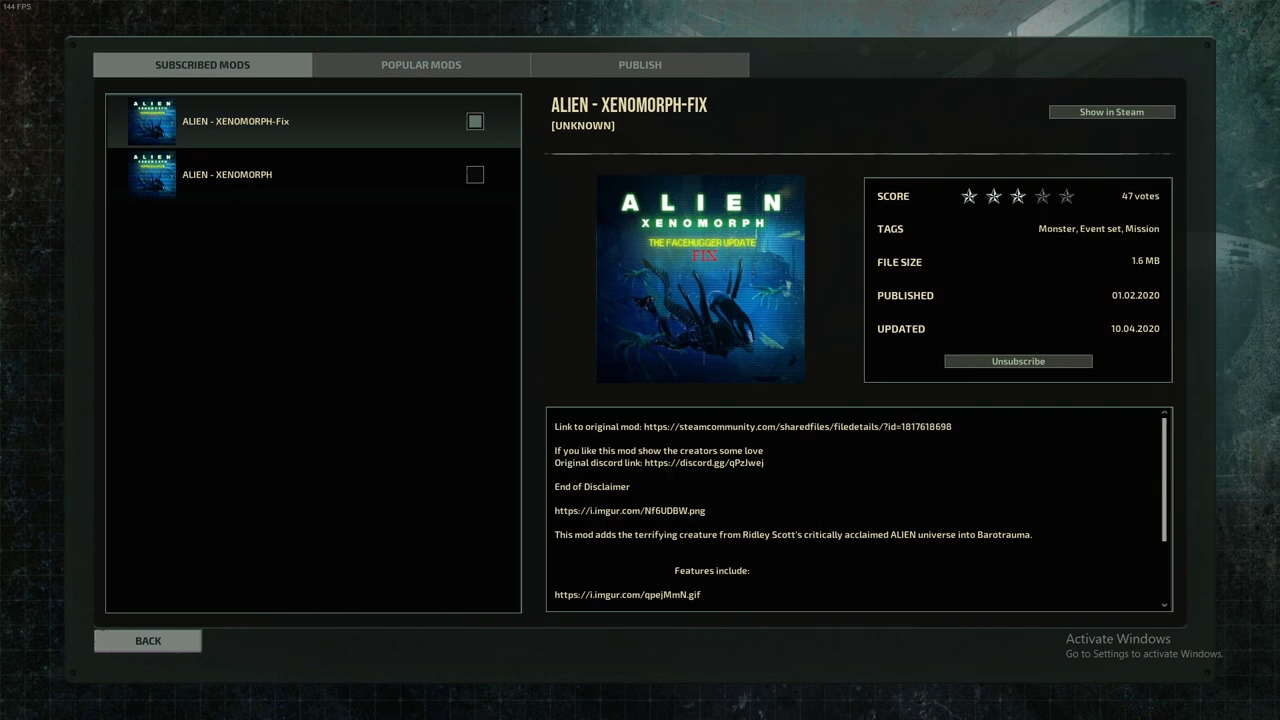 144 FPS
SUBSCRIBED MODS
POPULAR MODS
PUBLISH
ALIEN - XENOMORPH-Fix
ALIEN - XENOMORPH
ALIEN - XENOMORPH-FIX
[UNKNOWN]
Show in Steam
ALIEN
XENOMORPH
THE FACEHUGGER UPDATE
FIX
SCORE
47 votes
TAGS
Monster, Event set, Mission
FILE SIZE
1.6 MB
PUBLISHED
01.02.2020
UPDATED
10.04.2020
Unsubscribe
Link to original mod: https://steamcommunity.com/sharedfiles/filedetails/?id=1817618698
If you like this mod show the creators some love
Original discord link: https://discord.gg/qPzJwej
End of Disclaimer
https://i.imgur.com/Nf6UDBW.png
This mod adds the terrifying creature from Ridley Scott's critically acclaimed ALIEN universe into Barotrauma.
Features include:
https://i.imgur.com/qpejMmN.gif
BACK
Activate Windows
Go to Settings to activate Windows.